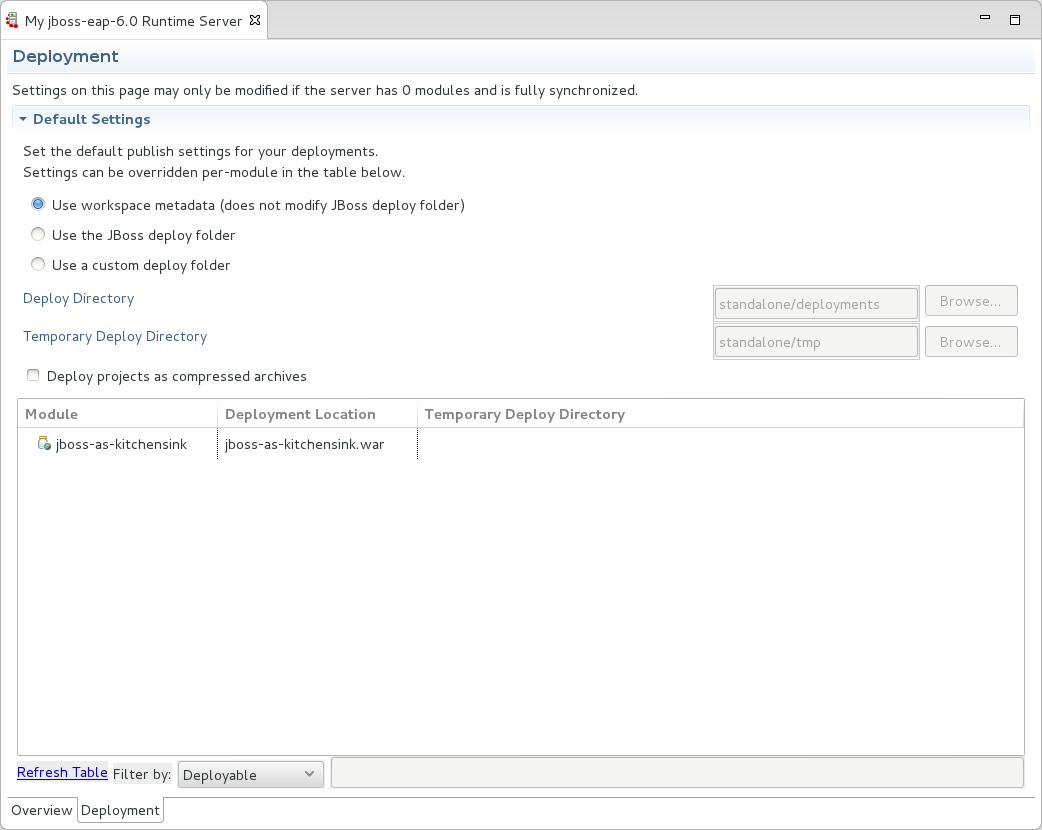 My jboss-eap-6.0 Runtime Server
Deployment
Settings on this page may only be modified if the server has 0 modules and is fully synchronized.
Default Settings
Set the default publish settings for your deployments.
Settings can be overridden per-module in the table below.
Use workspace metadata (does not modify JBoss deploy folder)
Use the JBoss deploy folder
Use a custom deploy folder
Deploy Directory standalone/deployments Browse...
Temporary Deploy Directory standalone/tmp Browse...
Deploy projects as compressed archives
Module Deployment Location Temporary Deploy Directory
jboss-as-kitchensink jboss-as-kitchensink.war
Refresh Table Filter by: Deployable
Overview Deployment